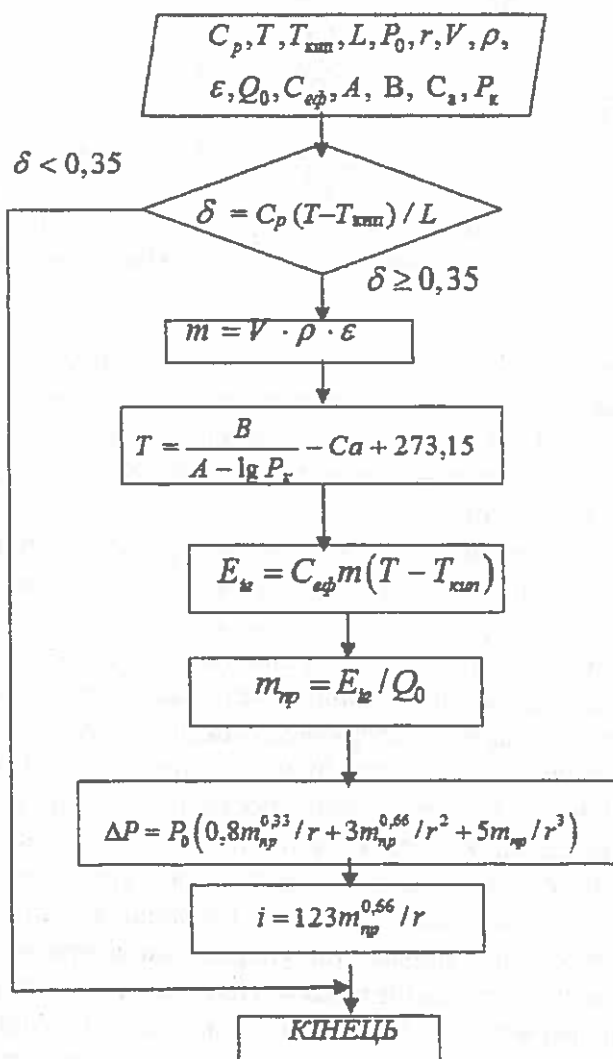 C_p, T, T_кип, L, P_0, r, V, ρ,
ε, Q_0, C_еф, A, B, C_a, P_к
δ < 0,35
δ = C_p (T–T_кип) / L
δ ≥ 0,35
m = V · ρ · ε
T = B / (A – lg P_к) – Ca + 273,15
E_іг = C_еф m(T – T_кип)
m_пр = E_іг / Q_0
ΔP = P_0(0,8m_пр^0,33 / r + 3m_пр^0,66 / r^2 + 5m_пр / r^3)
i = 123m_пр^0,66 / r
КІНЕЦЬ